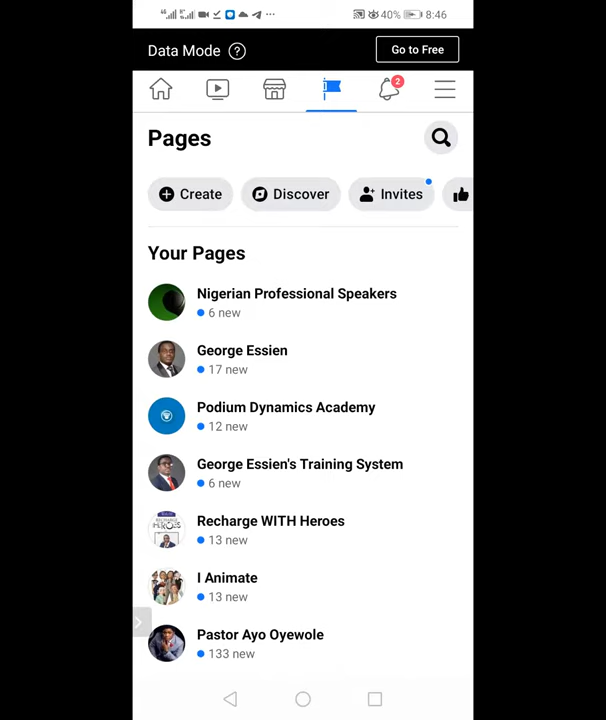 40% 8:46
Data Mode ? Go to Free
2
Pages
Create Discover Invites
Your Pages
Nigerian Professional Speakers
6 new
George Essien
17 new
Podium Dynamics Academy
12 new
George Essien's Training System
6 new
Recharge WITH Heroes
13 new
RECHARGE
HEROES
I Animate
13 new
Pastor Ayo Oyewole
133 new